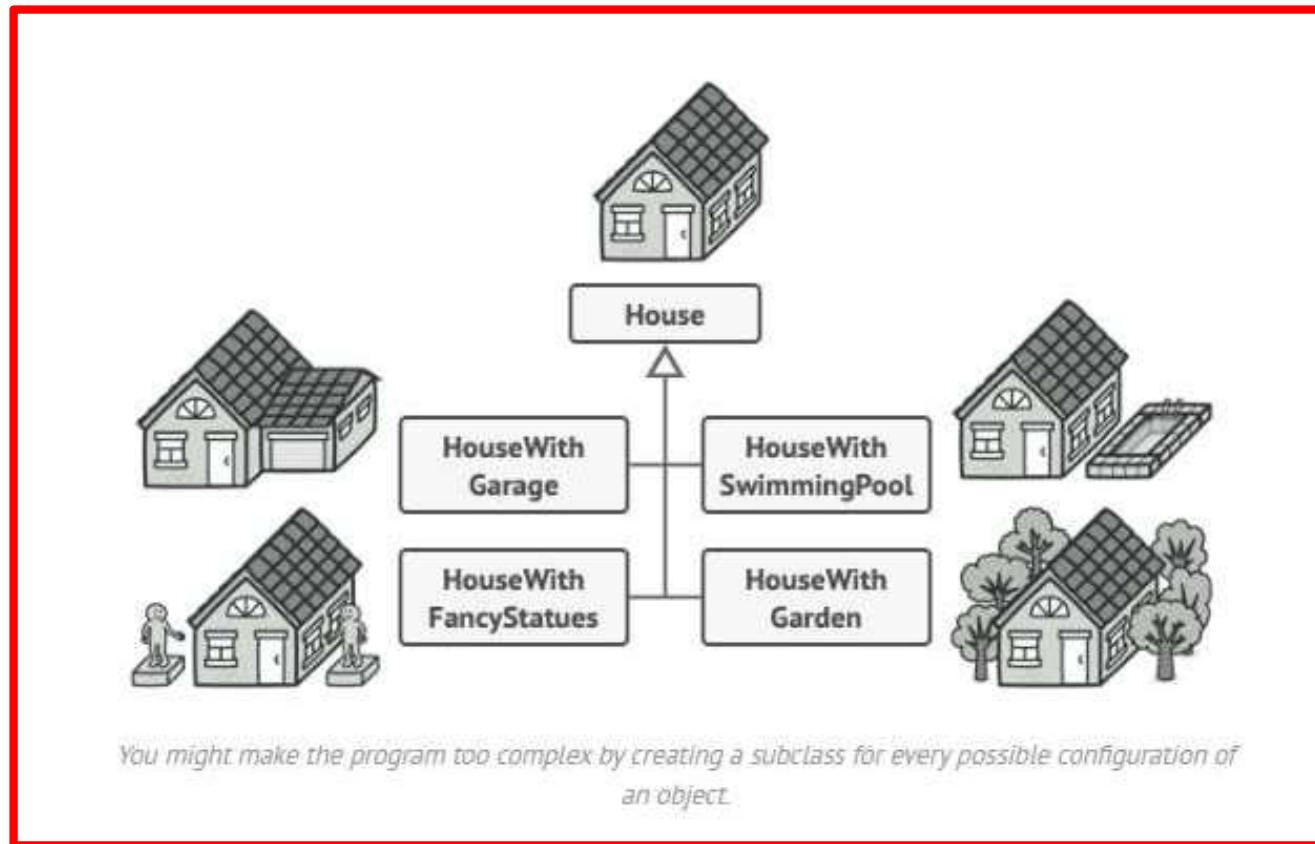 House
HouseWith
Garage
HouseWith
SwimmingPool
HouseWith
FancyStatues
HouseWith
Garden
You might make the program too complex by creating a subclass for every possible configuration of
an object.